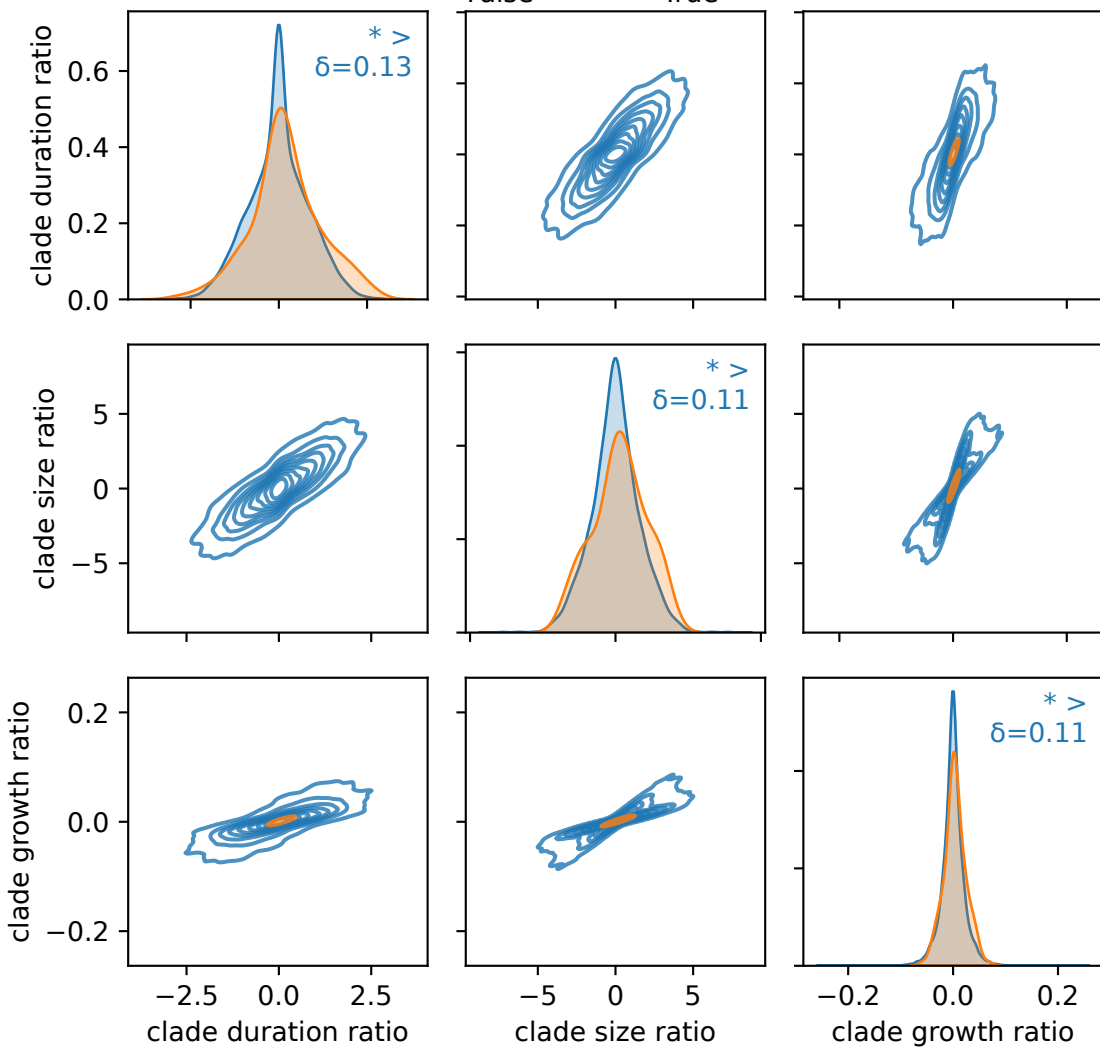 False True
clade duration ratio
0.6
0.4
0.2
0.0
* >
δ=0.13
clade size ratio
5
0
−5
* >
δ=0.11
clade growth ratio
0.2
0.0
−0.2
* >
δ=0.11
−2.5 0.0 2.5
−5 0 5
−0.2 0.0 0.2
clade duration ratio
clade size ratio
clade growth ratio